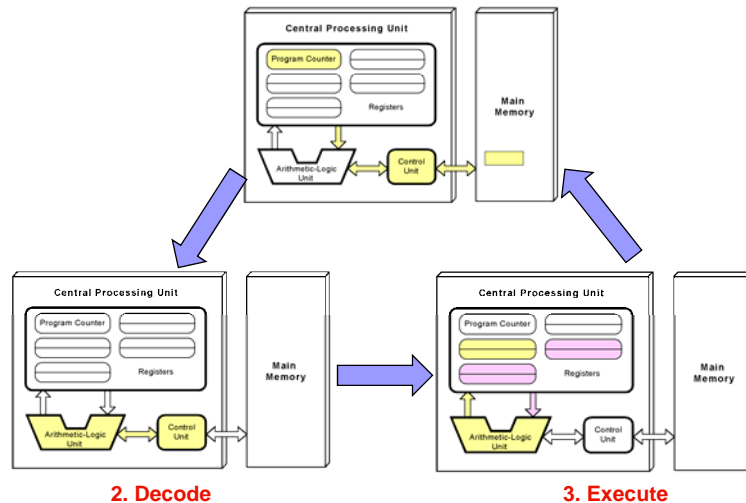 Central Processing Unit
Program Counter
Registers
Main
Memory
Arithmetic-Logic
Unit
Control
Unit
Central Processing Unit
Program Counter
Registers
Main
Memory
Arithmetic-Logic
Unit
Control
Unit
2. Decode
Central Processing Unit
Program Counter
Registers
Main
Memory
Arithmetic-Logic
Unit
Control
Unit
3. Execute